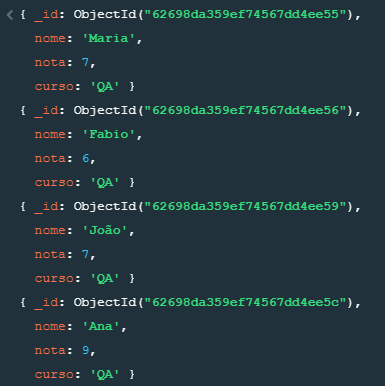 { _id: ObjectId("62698da359ef74567dd4ee55"),
nome: 'Maria',
nota: 7,
curso: 'QA' }
{ _id: ObjectId("62698da359ef74567dd4ee56"),
nome: 'Fabio',
nota: 6,
curso: 'QA' }
{ _id: ObjectId("62698da359ef74567dd4ee59"),
nome: 'João',
nota: 7,
curso: 'QA' }
{ _id: ObjectId("62698da359ef74567dd4ee5c"),
nome: 'Ana',
nota: 9,
curso: 'QA' }